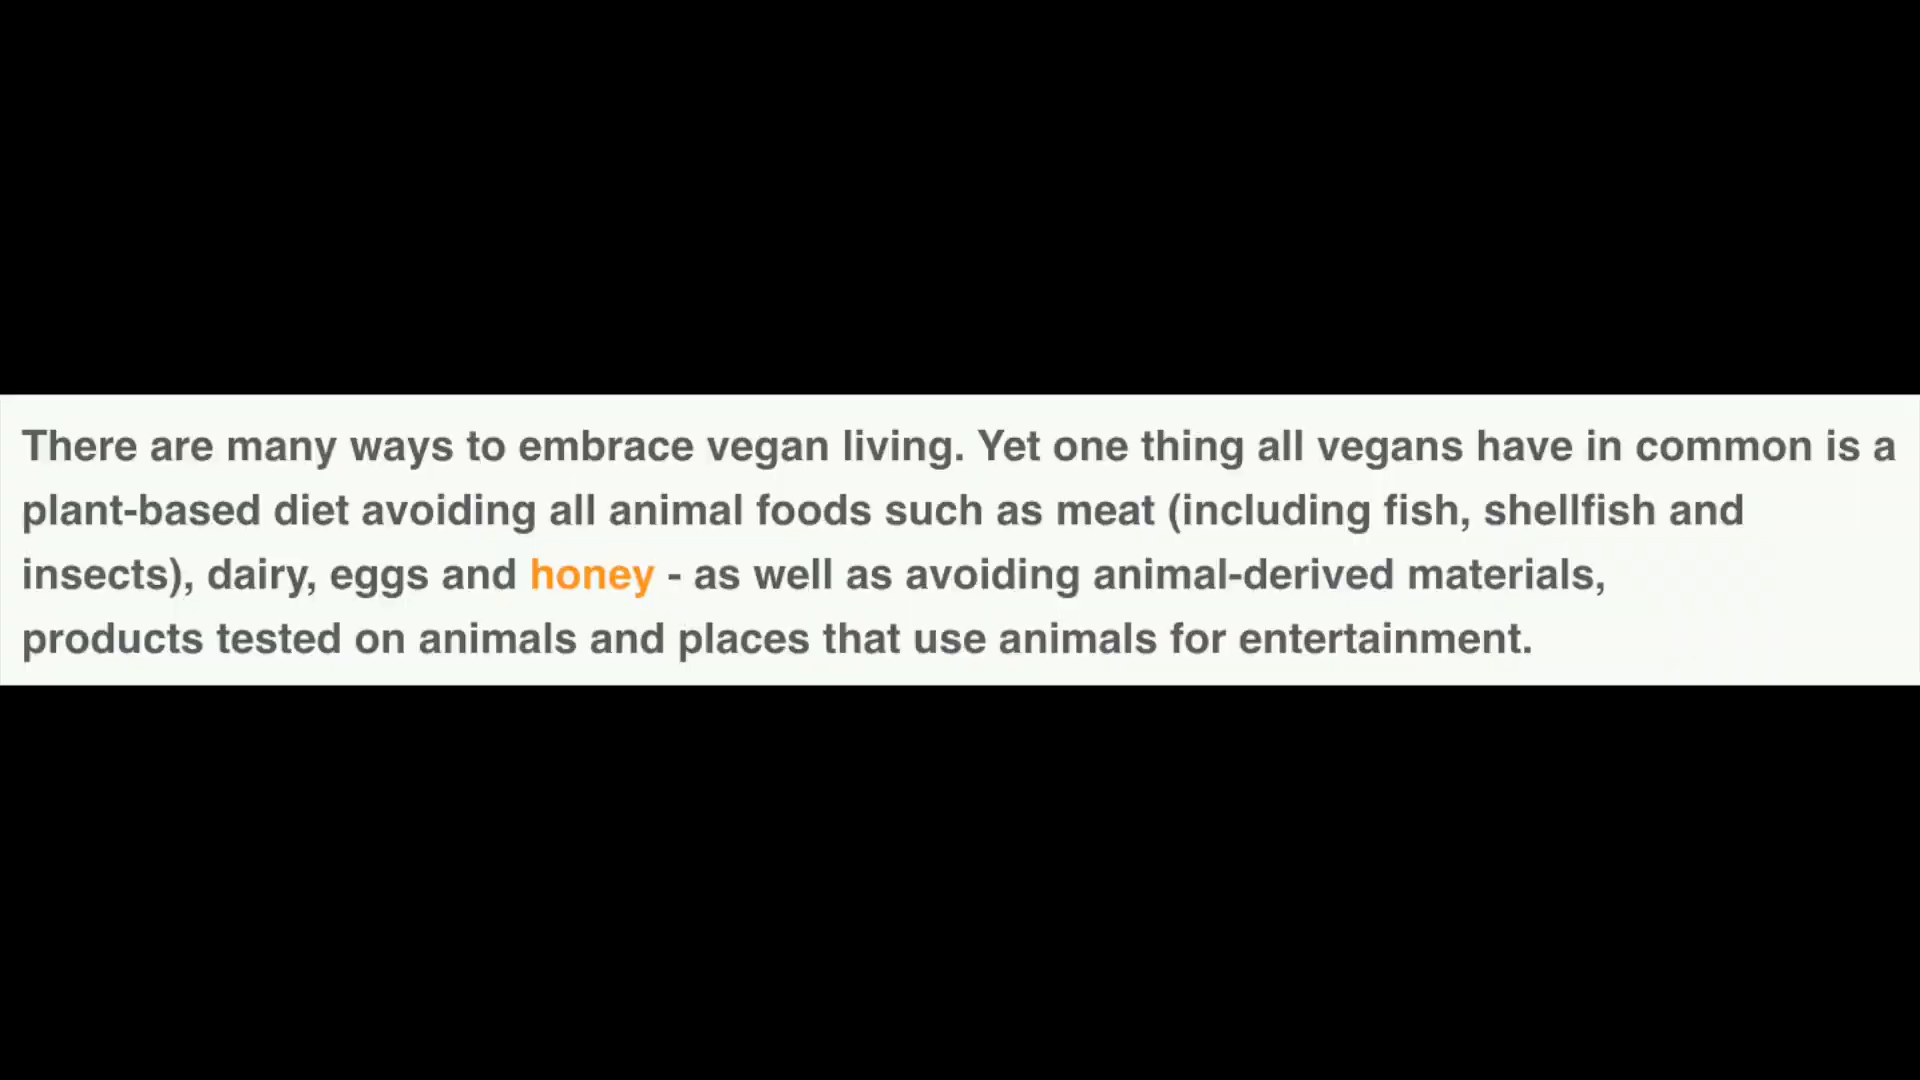 There are many ways to embrace vegan living. Yet one thing all vegans have in common is a
plant-based diet avoiding all animal foods such as meat (including fish, shellfish and
insects), dairy, eggs and honey - as well as avoiding animal-derived materials,
products tested on animals and places that use animals for entertainment.